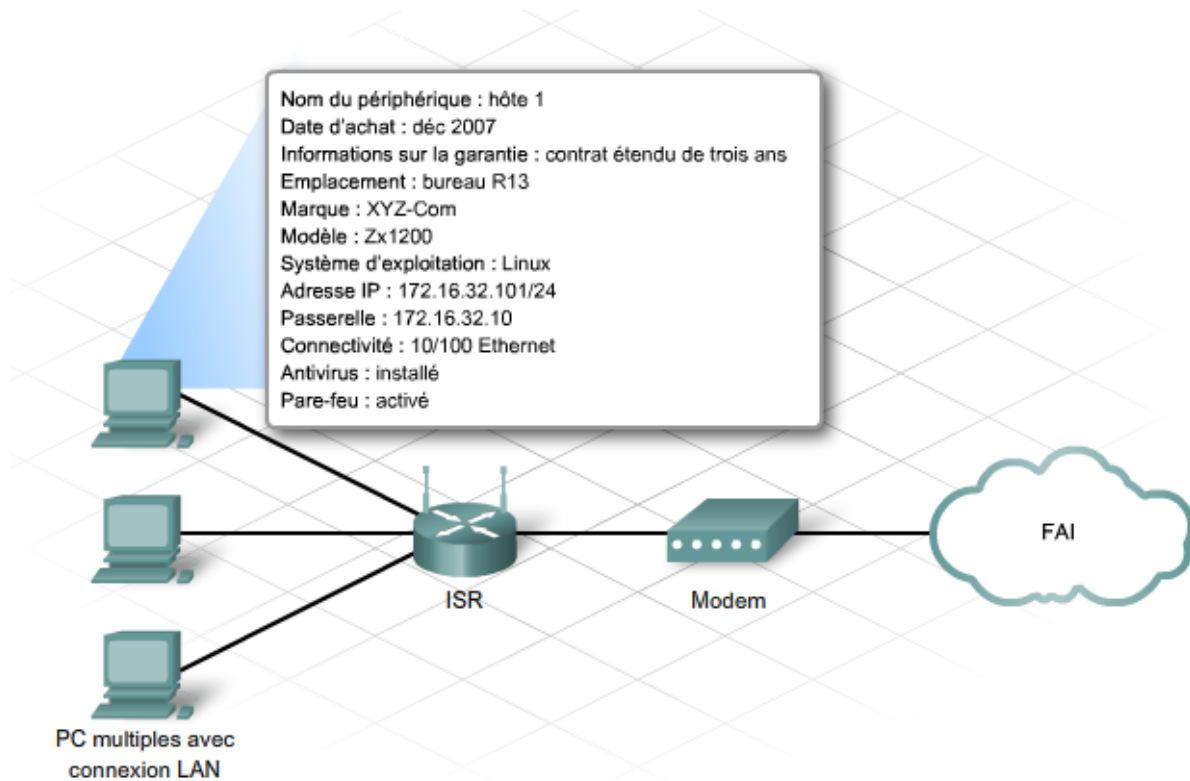 Nom du périphérique : hôte 1
Date d'achat : déc 2007
Informations sur la garantie : contrat étendu de trois ans
Emplacement : bureau R13
Marque : XYZ-Com
Modèle : Zx1200
Système d'exploitation : Linux
Adresse IP : 172.16.32.101/24
Passerelle : 172.16.32.10
Connectivité : 10/100 Ethernet
Antivirus : installé
Pare-feu : activé
FAI
ISR
Modem
PC multiples avec
connexion LAN